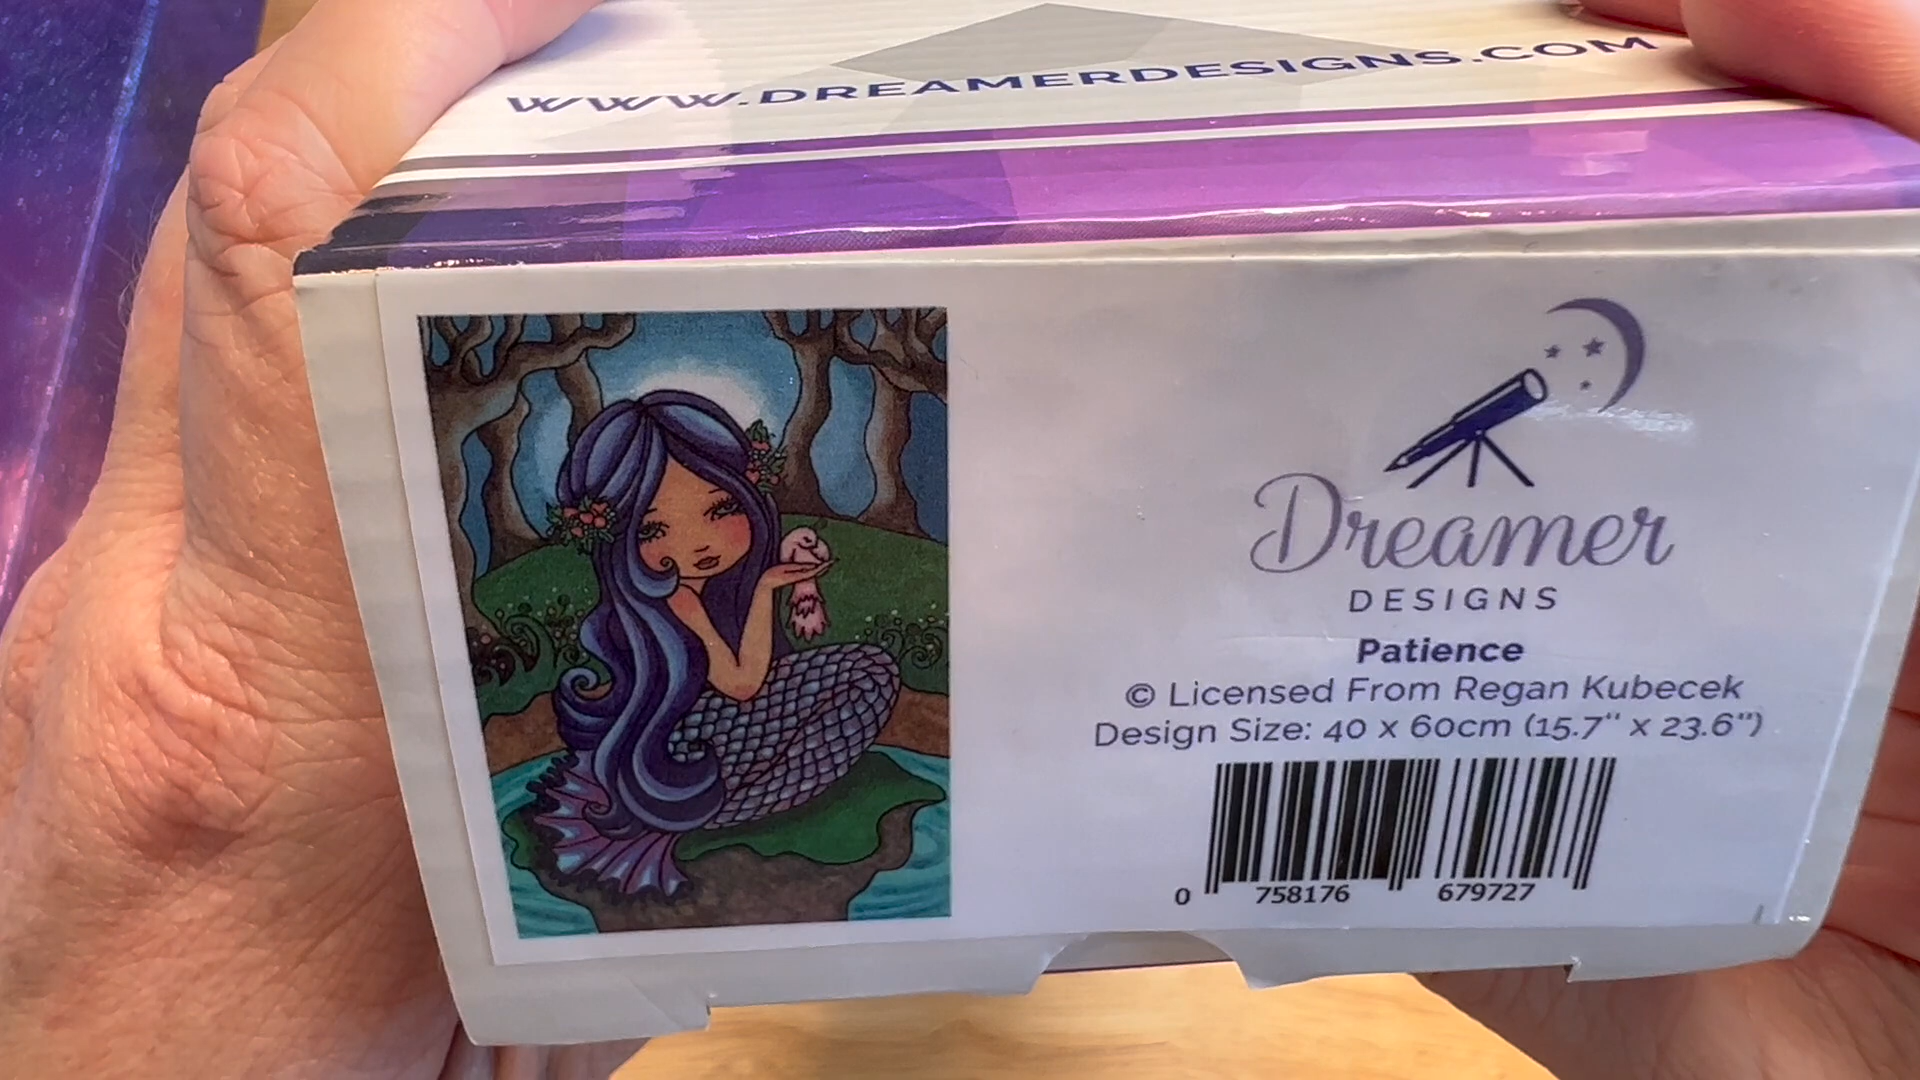 WWW.DREAMERDESIGNS.COM
Dreamer
DESIGNS
Patience
© Licensed From Regan Kubecek
Design Size: 40 x 60cm (15.7" x 23.6")
0 758176 679727